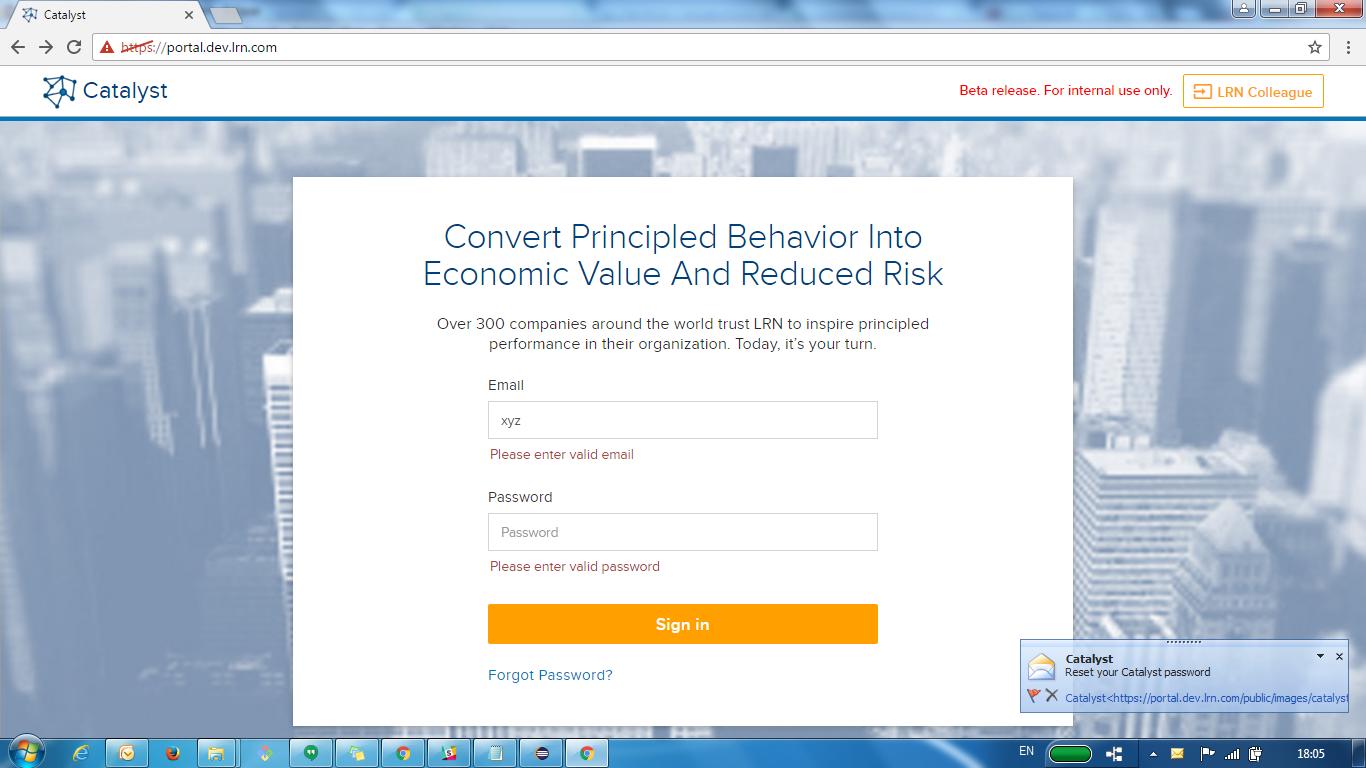 Catalyst
https://portal.dev.lrn.com
Catalyst
Beta release. For internal use only.
LRN Colleague
Convert Principled Behavior Into
Economic Value And Reduced Risk
Over 300 companies around the world trust LRN to inspire principled
performance in their organization. Today, it’s your turn.
Email
xyz
Please enter valid email
Password
Password
Please enter valid password
Sign in
Forgot Password?
Catalyst
Reset your Catalyst password
Catalyst<https://portal.dev.lrn.com/public/images/catalyst
EN
18:05